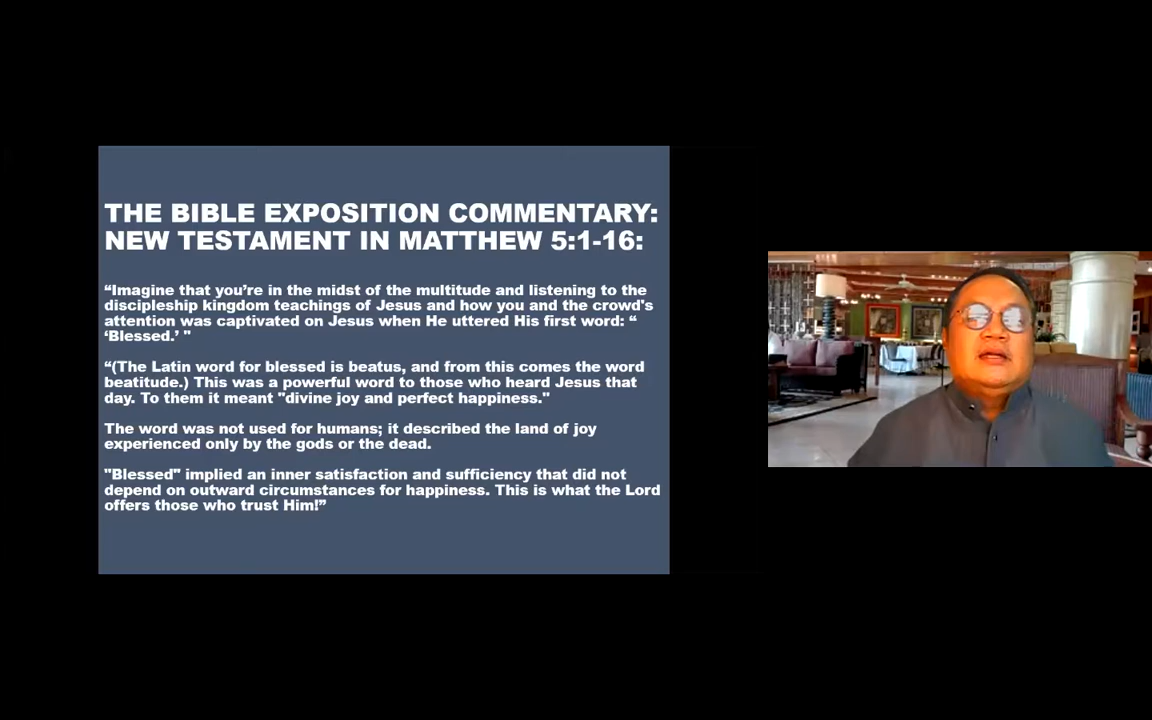 THE BIBLE EXPOSITION COMMENTARY:
NEW TESTAMENT IN MATTHEW 5:1-16:
“Imagine that you’re in the midst of the multitude and listening to the
discipleship kingdom teachings of Jesus and how you and the crowd's
attention was captivated on Jesus when He uttered His first word: “
‘Blessed.’ "
“(The Latin word for blessed is beatus, and from this comes the word
beatitude.) This was a powerful word to those who heard Jesus that
day. To them it meant "divine joy and perfect happiness."
The word was not used for humans; it described the land of joy
experienced only by the gods or the dead.
"Blessed" implied an inner satisfaction and sufficiency that did not
depend on outward circumstances for happiness. This is what the Lord
offers those who trust Him!”